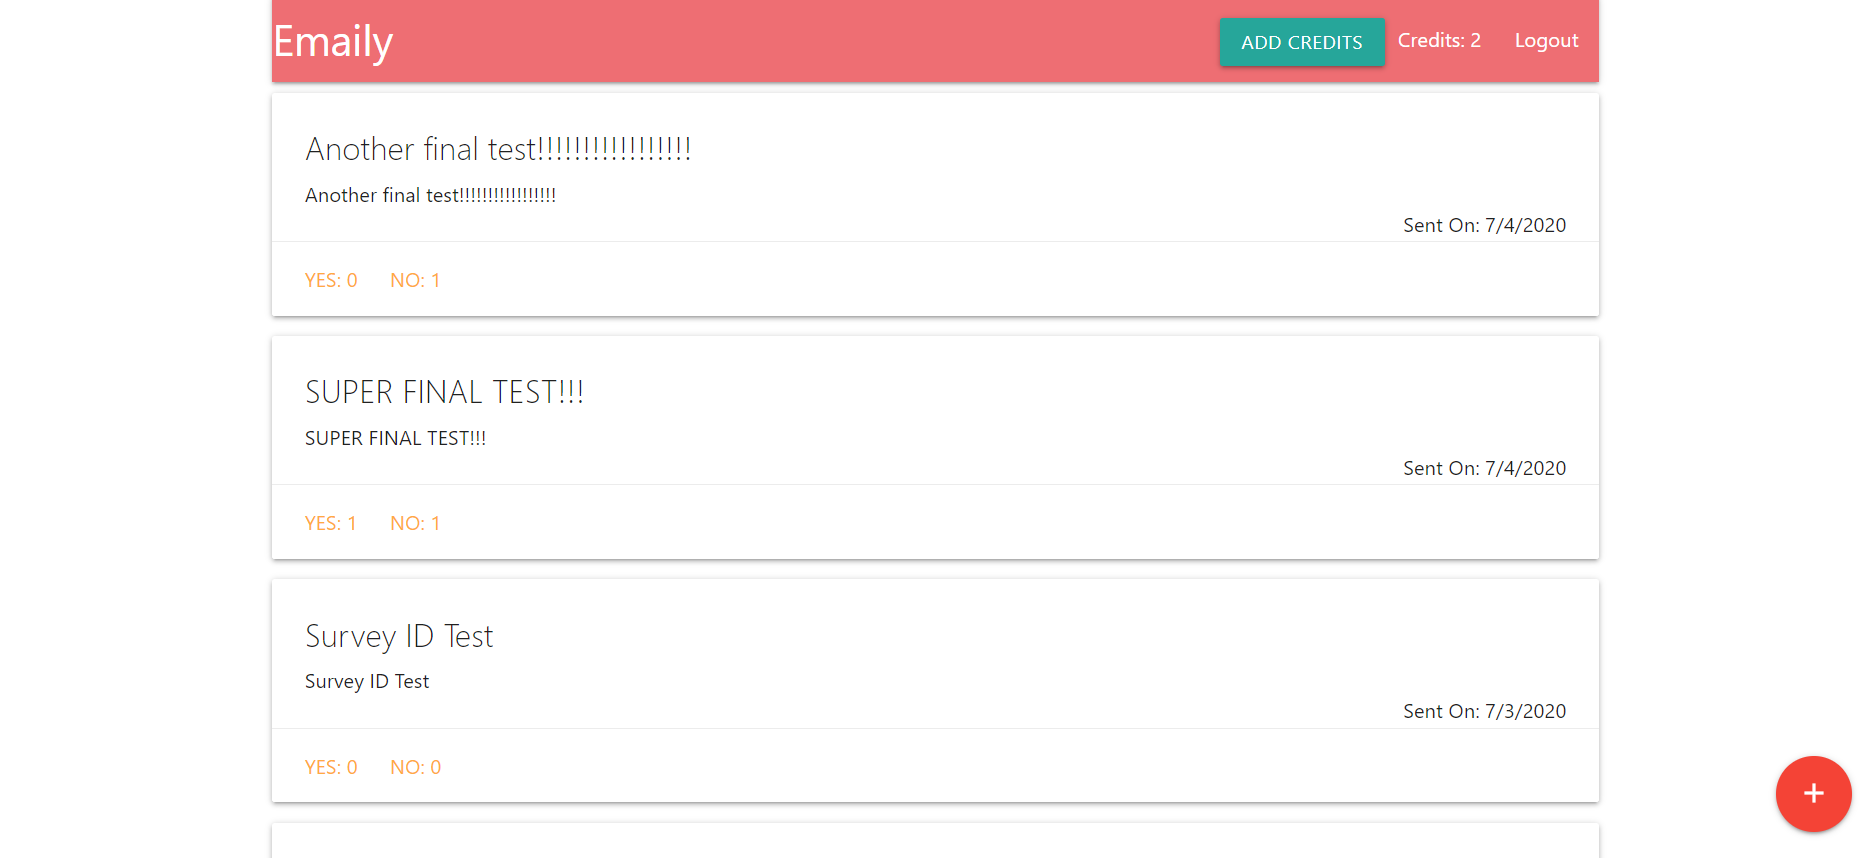 Emaily
ADD CREDITS
Credits: 2
Logout
Another final test!!!!!!!!!!!!!!!!!
Another final test!!!!!!!!!!!!!!!!!
Sent On: 7/4/2020
YES: 0 NO: 1
SUPER FINAL TEST!!!
SUPER FINAL TEST!!!
Sent On: 7/4/2020
YES: 1 NO: 1
Survey ID Test
Survey ID Test
Sent On: 7/3/2020
YES: 0 NO: 0
+